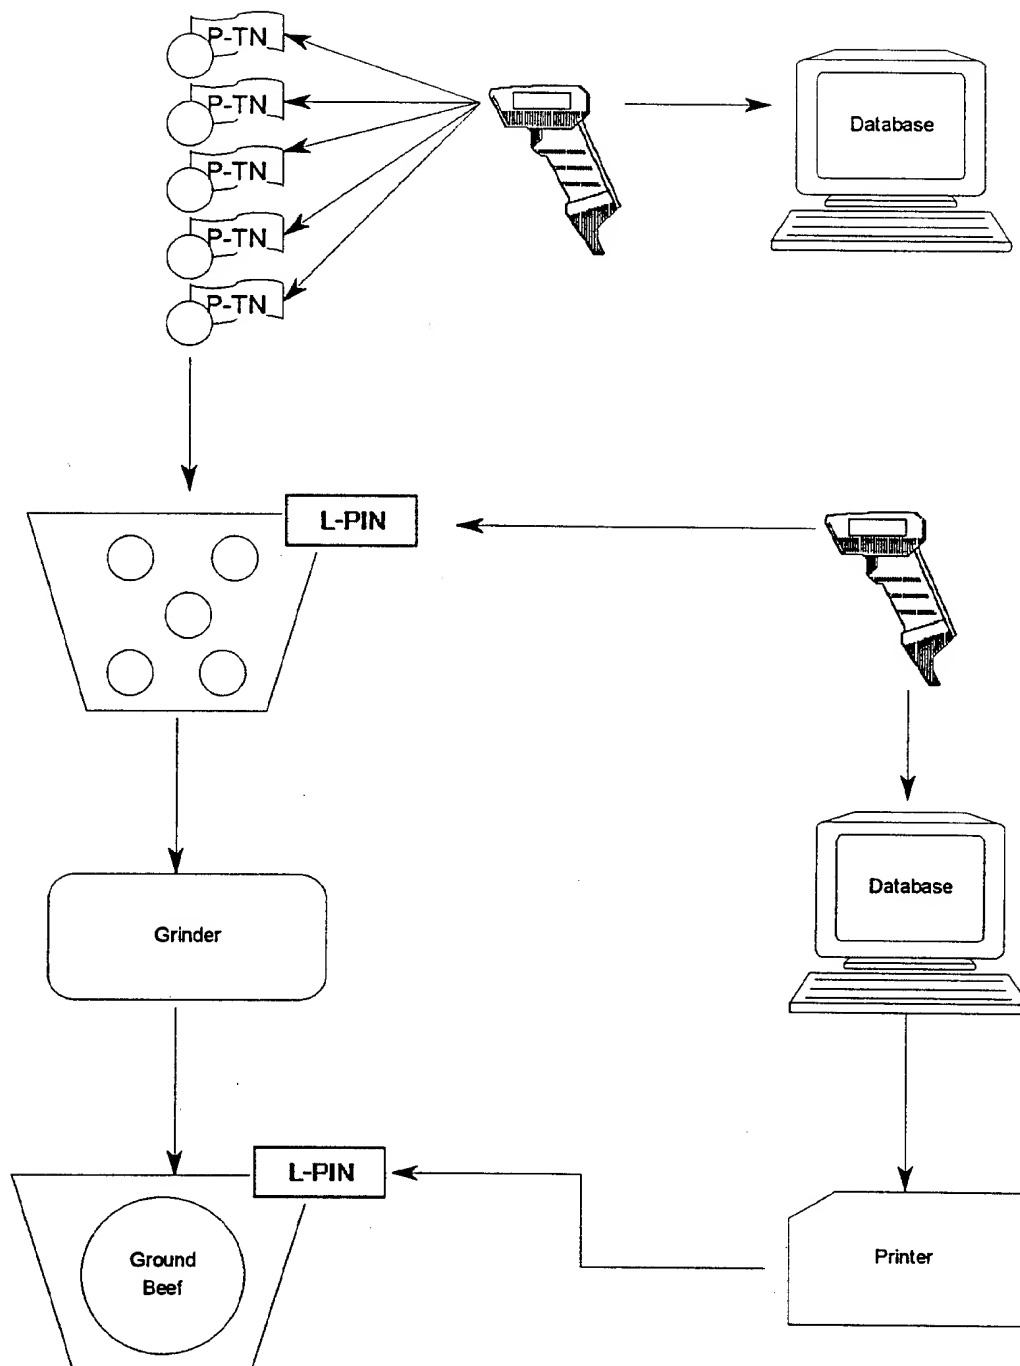 P-TN
P-TN
P-TN
P-TN
P-TN
Database
L-PIN
Database
Grinder
L-PIN
Ground
Beef
Printer